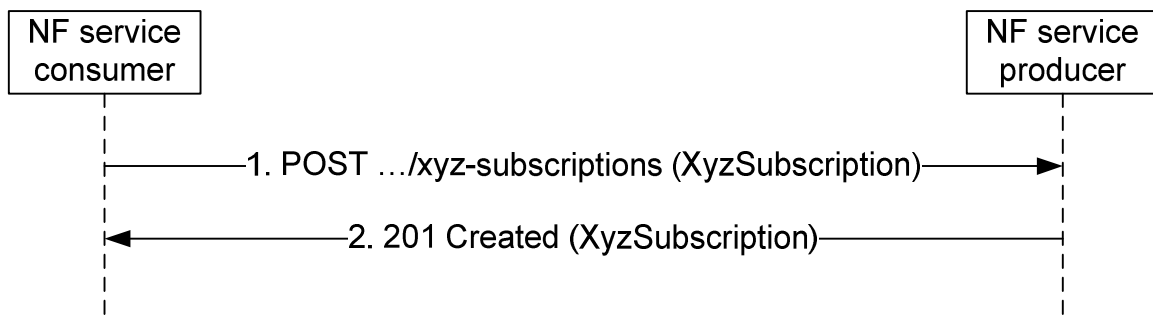 NF service
consumer
NF service
producer
1. POST …/xyz-subscriptions (XyzSubscription)
2. 201 Created (XyzSubscription)